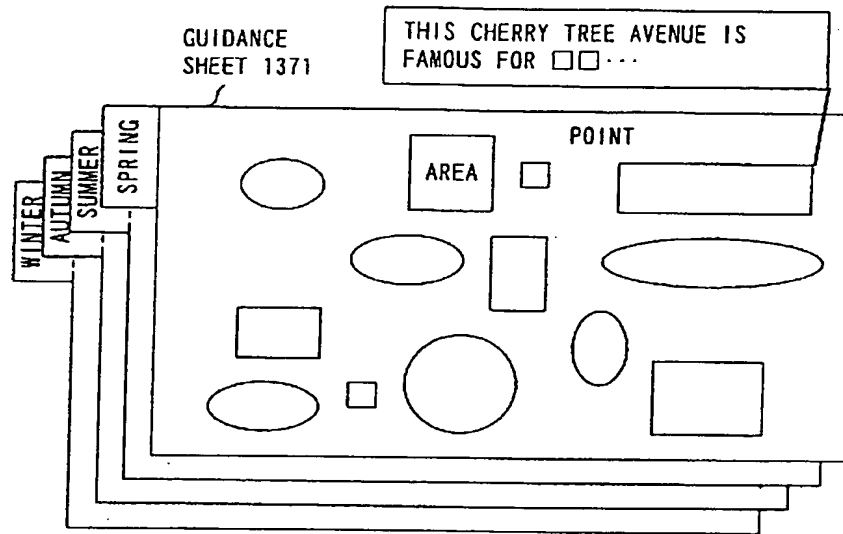 GUIDANCE
SHEET 1371
THIS CHERRY TREE AVENUE IS
FAMOUS FOR □□···
POINT
AREA
SPRING
SUMMER
AUTUMN
WINTER